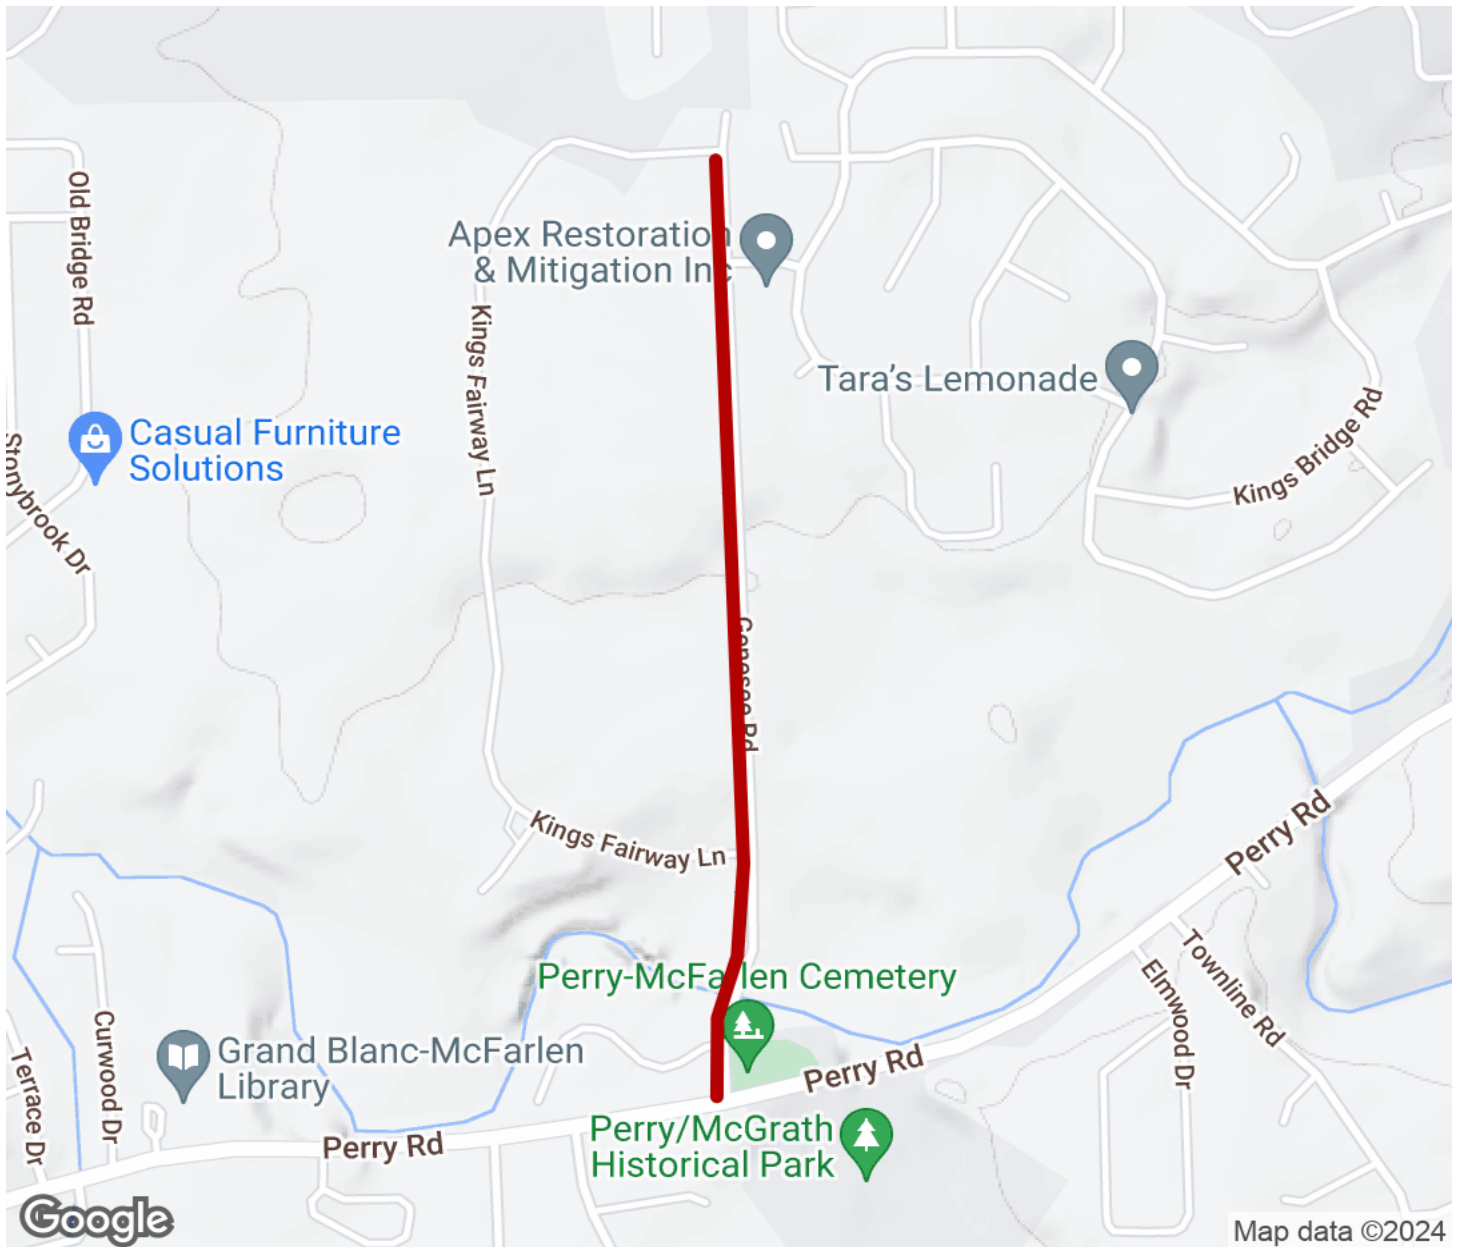 Old Bridge Rd
Apex Restoration
& Mitigation Inc
Kings Fairway Ln
Tara's Lemonade
Kings Bridge Rd
Casual Furniture
Solutions
Stonybrook Dr
Genesee Rd
Kings Fairway Ln
Perry Rd
Perry-McFarlen Cemetery
Townline Rd
Elmwood Dr
Curwood Dr
Terrace Dr
Grand Blanc-McFarlen
Library
Perry Rd
Perry Rd
Perry/McGrath
Historical Park
Google
Map data ©2024